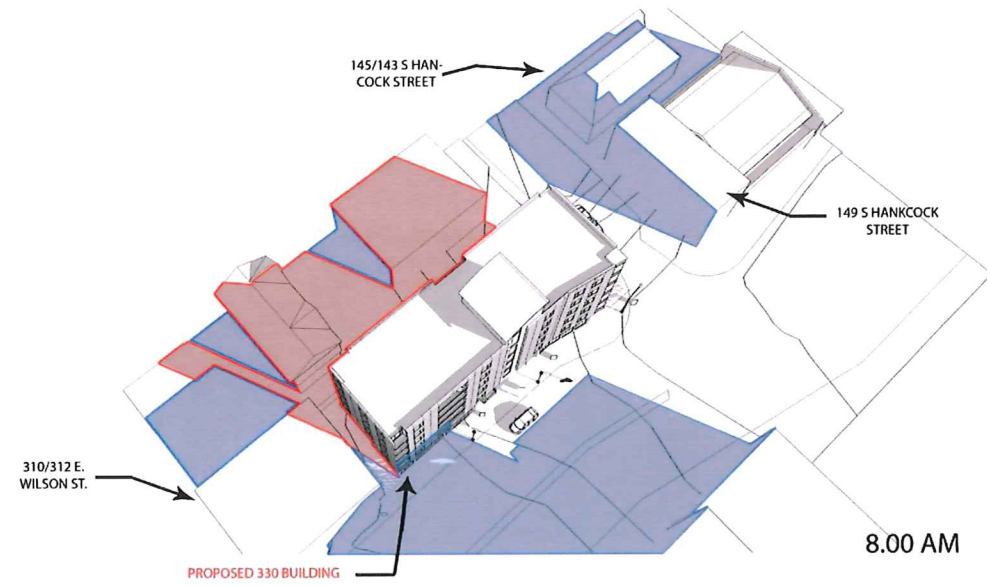 145/143 S HAN-
COCK STREET
149 S HANKCOCK
STREET
310/312 E.
WILSON ST.
8.00 AM
PROPOSED 330 BUILDING